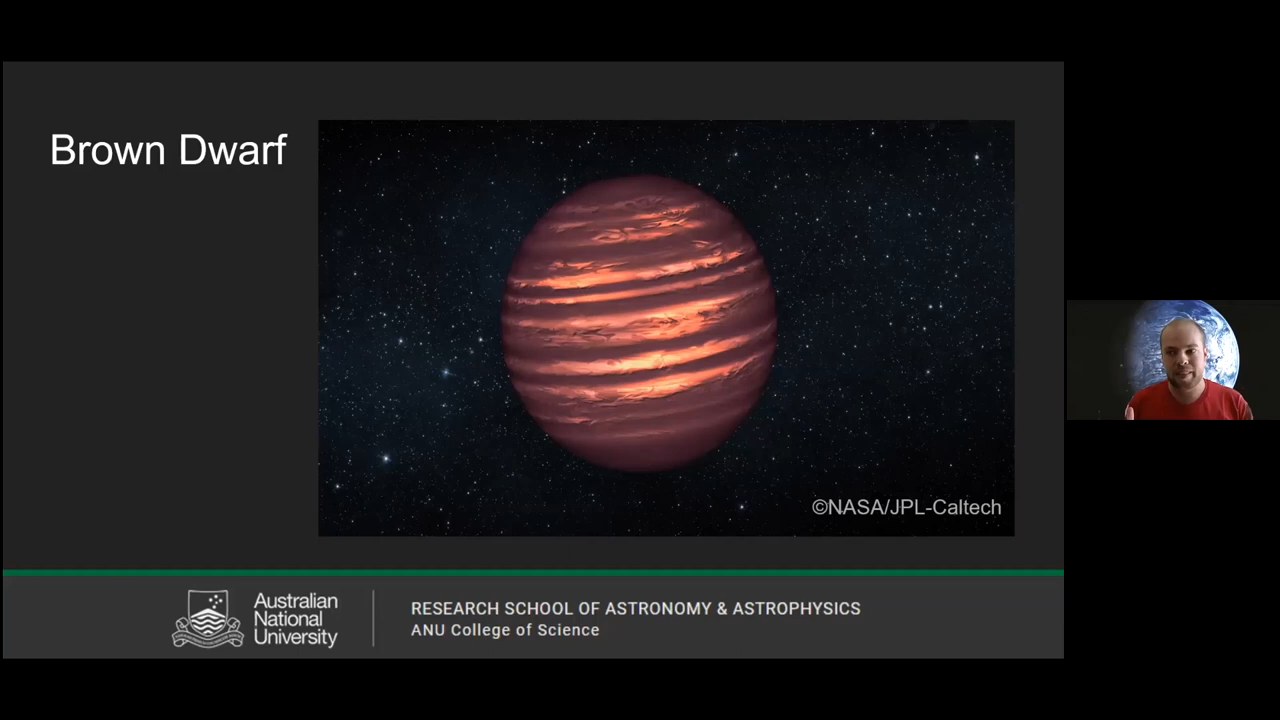 Brown Dwarf
©NASA/JPL-Caltech
Australian
National
University
RESEARCH SCHOOL OF ASTRONOMY & ASTROPHYSICS
ANU College of Science